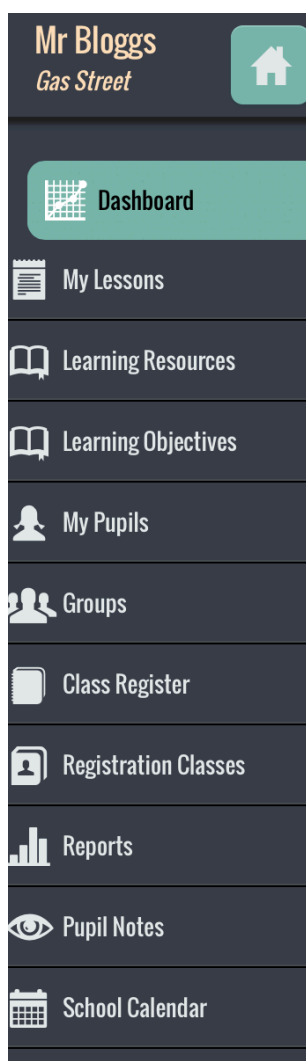 Mr Bloggs
Gas Street
Dashboard
My Lessons
Learning Resources
Learning Objectives
My Pupils
Groups
Class Register
Registration Classes
Reports
Pupil Notes
School Calendar